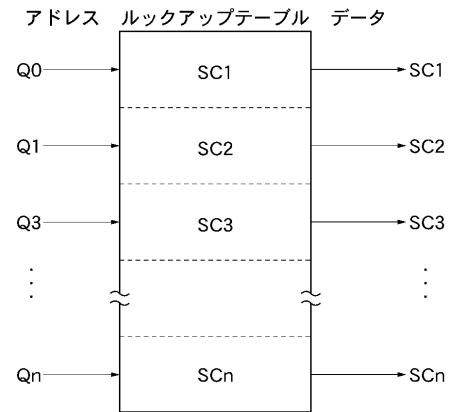 アドレス ルックアップテーブル データ
Q0 SC1 SC1
Q1 SC2 SC2
Q3 SC3 SC3
Qn SCn SCn